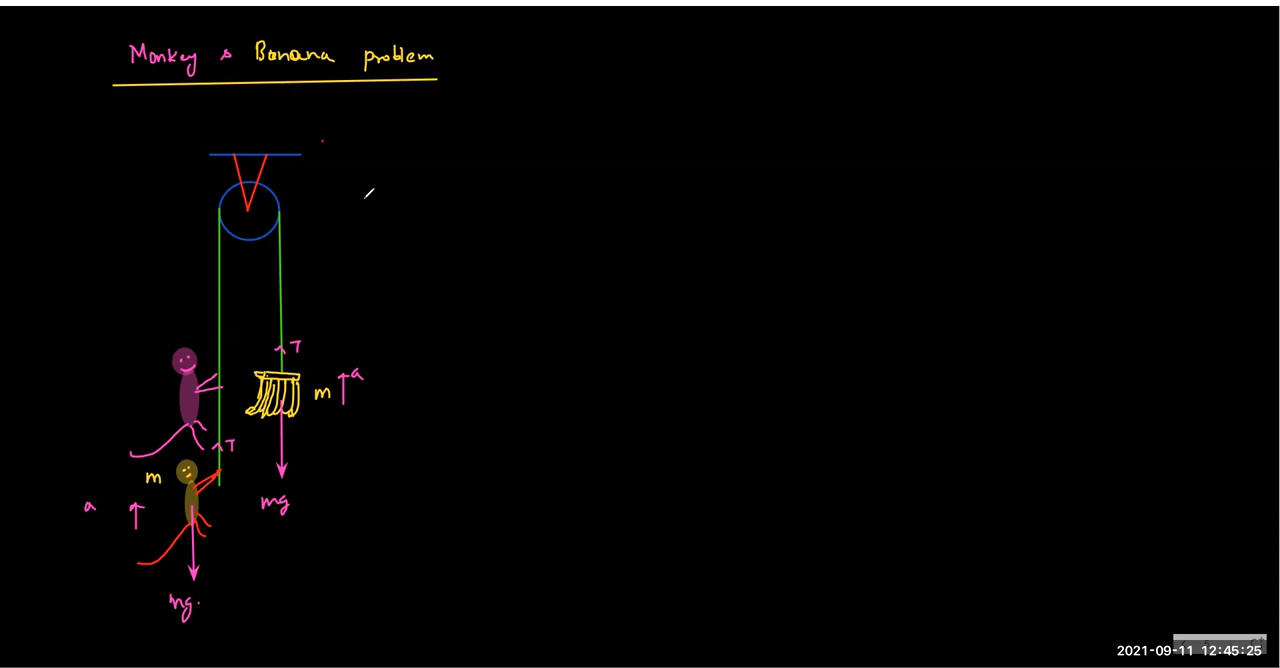 Monkey & Banana problem
T
m
a
T
m
a
mg
mg.
2021-09-11 12:45:25